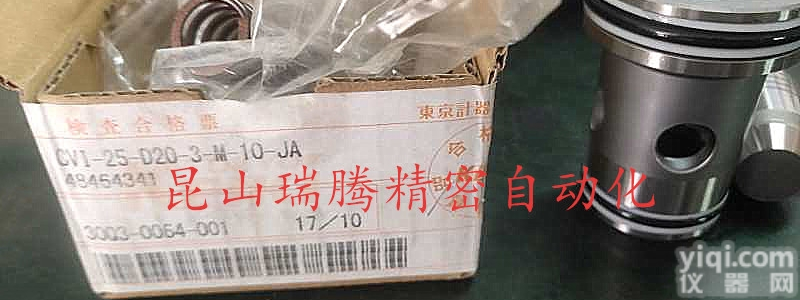 検査合格票
東京計器
CV1-25-D20-3-M-10-JA
48464341
昆山瑞腾精密自动化
3003-0064-001
17/10
yiqi.com
仪器网